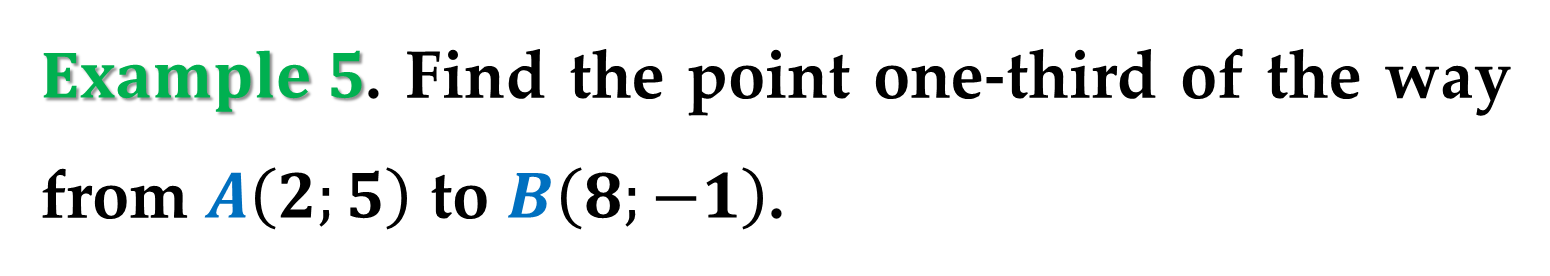 Example 5. Find the point one-third of the way
from A(2; 5) to B(8; −1).